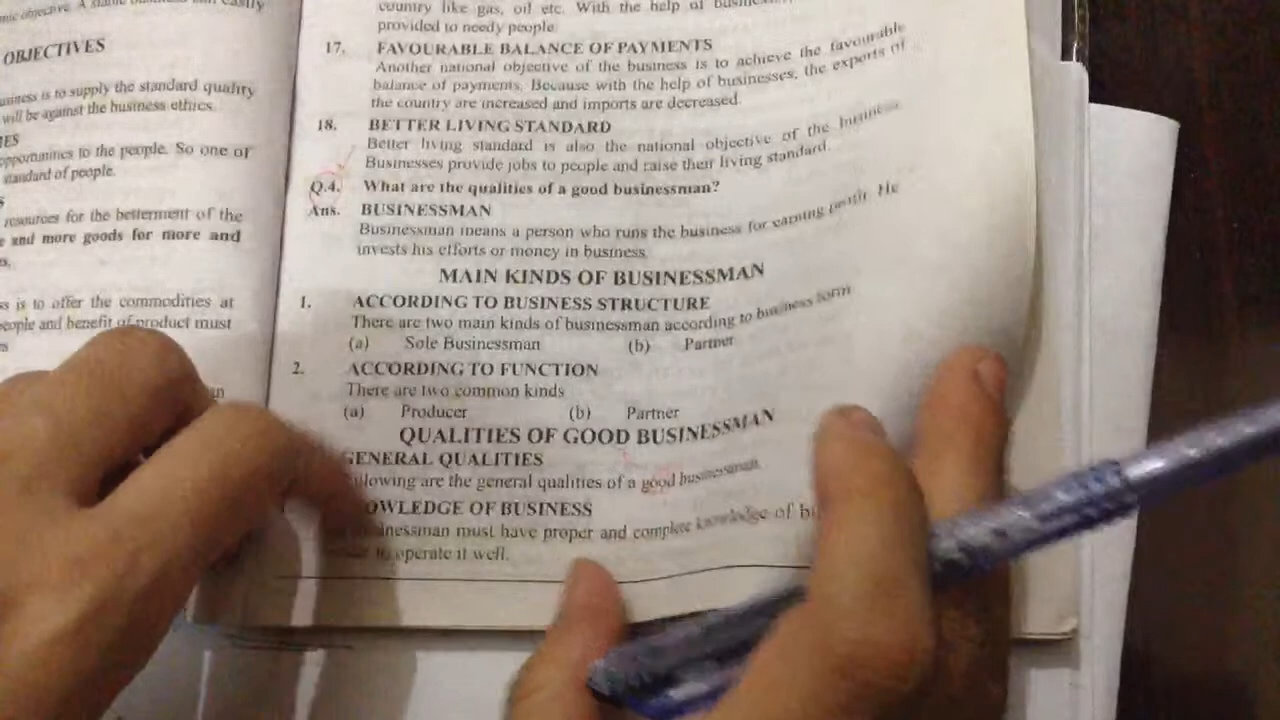 OBJECTIVES
is to supply the standard quality
will be against the business ethics.
opportunities to the people. So one of
standard of people.
resources for the betterment of the
and more goods for more and
is to offer the commodities at
and benefit of product must
country like gas, oil etc. With the help of
provided to needy people.
17. FAVOURABLE BALANCE OF PAYMENTS
Another national objective of the business is to achieve the favourable
balance of payments. Because with the help of businesses, the exports of
the country are increased and imports are decreased.
18. BETTER LIVING STANDARD
Better living standard is also the national objective of the business
Businesses provide jobs to people and raise their living standard.
Q.4. What are the qualities of a good businessman?
Ans. BUSINESSMAN
Businessman means a person who runs the business for earning profit. He
invests his efforts or money in business.
MAIN KINDS OF BUSINESSMAN
1. ACCORDING TO BUSINESS STRUCTURE
There are two main kinds of businessman according to business form
(a) Sole Businessman (b) Partner
2. ACCORDING TO FUNCTION
There are two common kinds
(a) Producer (b) Partner
QUALITIES OF GOOD BUSINESSMAN
GENERAL QUALITIES
are the general qualities of a good businessman
OF BUSINESS
must have proper and complete knowledge of
to operate it well.